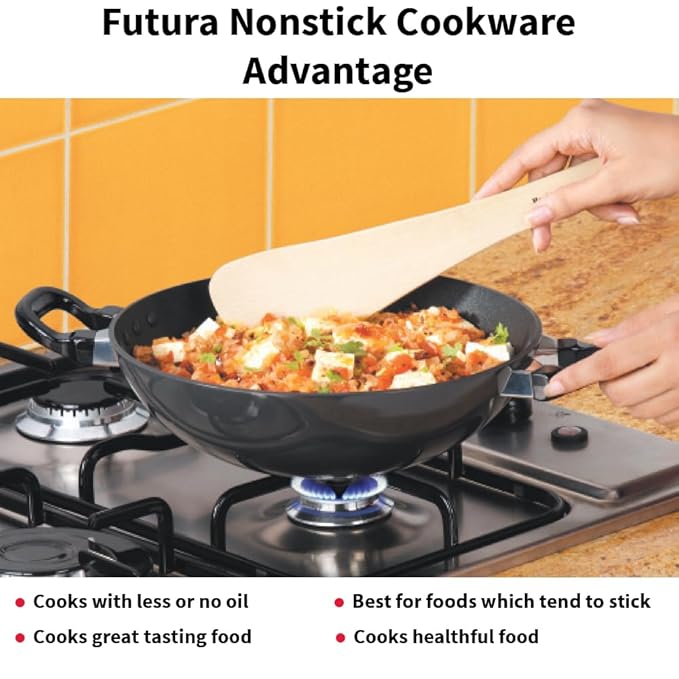 Futura Nonstick Cookware
Advantage
Cooks with less or no oil
Best for foods which tend to stick
Cooks great tasting food
Cooks healthful food